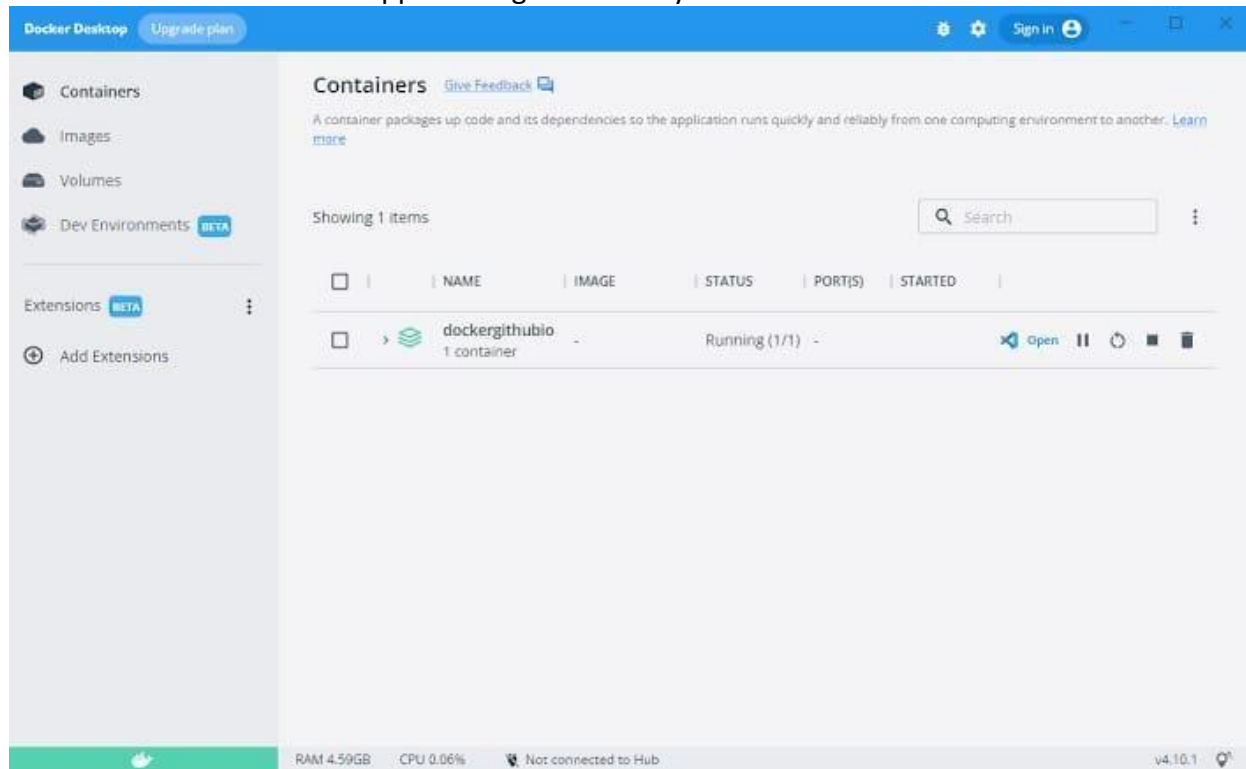 Docker Desktop Upgrade plan Sign in
Containers
Images
Volumes
Dev Environments BETA
Extensions BETA
Add Extensions
Containers Give Feedback
A container packages up code and its dependencies so the application runs quickly and reliably from one computing environment to another. Learn
more
Showing 1 items
Search
NAME IMAGE STATUS PORT(S) STARTED
dockergithubio - Running (1/1) - Open
1 container
RAM 4.59GB CPU 0.06% Not connected to Hub v4.10.1